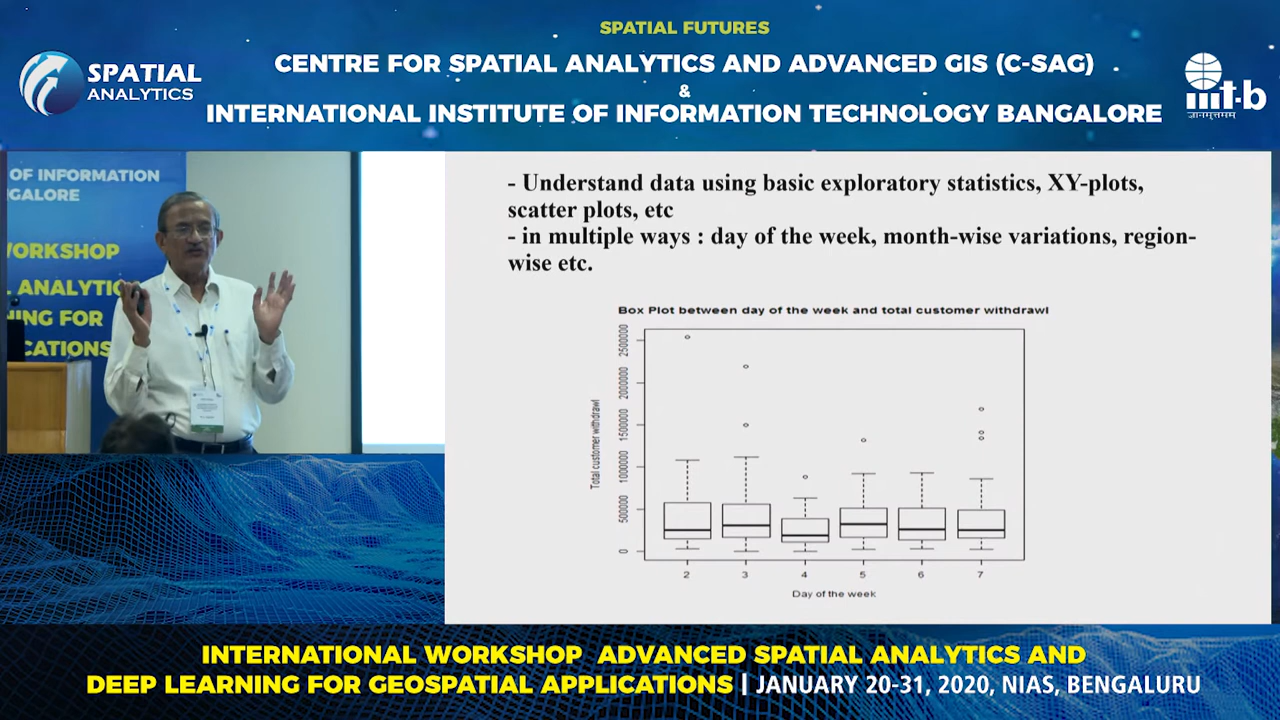 SPATIAL FUTURES
CENTRE FOR SPATIAL ANALYTICS AND ADVANCED GIS (C-SAG)
&
INTERNATIONAL INSTITUTE OF INFORMATION TECHNOLOGY BANGALORE
SPATIAL
ANALYTICS
iiit-b
ज्ञानमुत्तमम्
OF INFORMATION
GALORE
WORKSHOP
L ANALYTIC
NING FOR
CATIONS
- Understand data using basic exploratory statistics, XY-plots,
scatter plots, etc
- in multiple ways : day of the week, month-wise variations, region-
wise etc.
Box Plot between day of the week and total customer withdrawl
Total customer withdrawl
2500000
2000000
1500000
1000000
500000
0
2 3 4 5 6 7
Day of the week
INTERNATIONAL WORKSHOP ADVANCED SPATIAL ANALYTICS AND
DEEP LEARNING FOR GEOSPATIAL APPLICATIONS | JANUARY 20-31, 2020, NIAS, BENGALURU